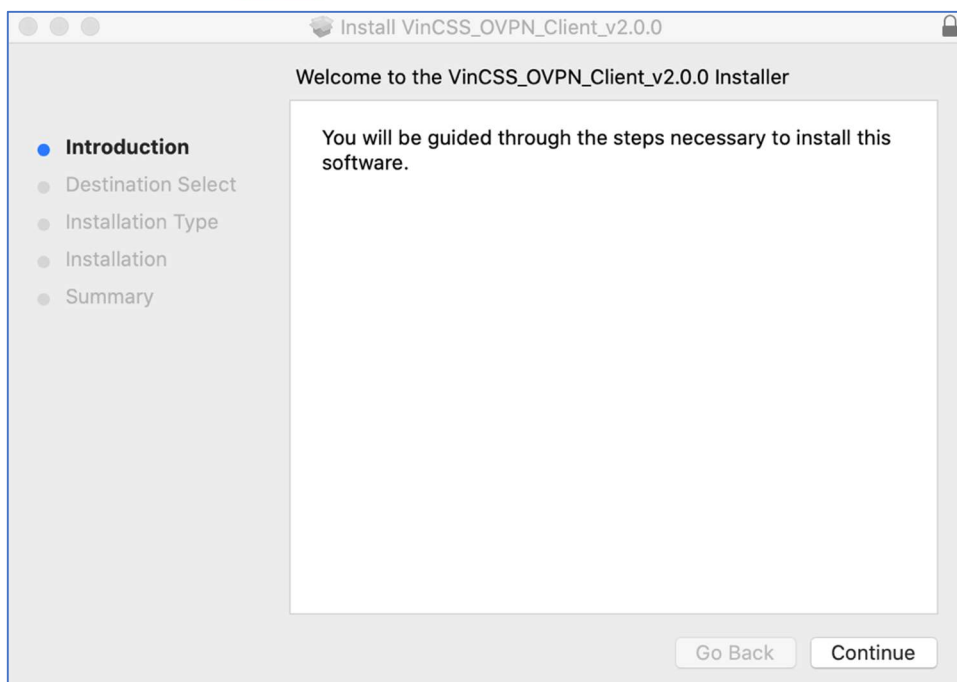 Install VinCSS_OVPN_Client_v2.0.0
Welcome to the VinCSS_OVPN_Client_v2.0.0 Installer
Introduction
Destination Select
Installation Type
Installation
Summary
You will be guided through the steps necessary to install this
software.
Go Back
Continue